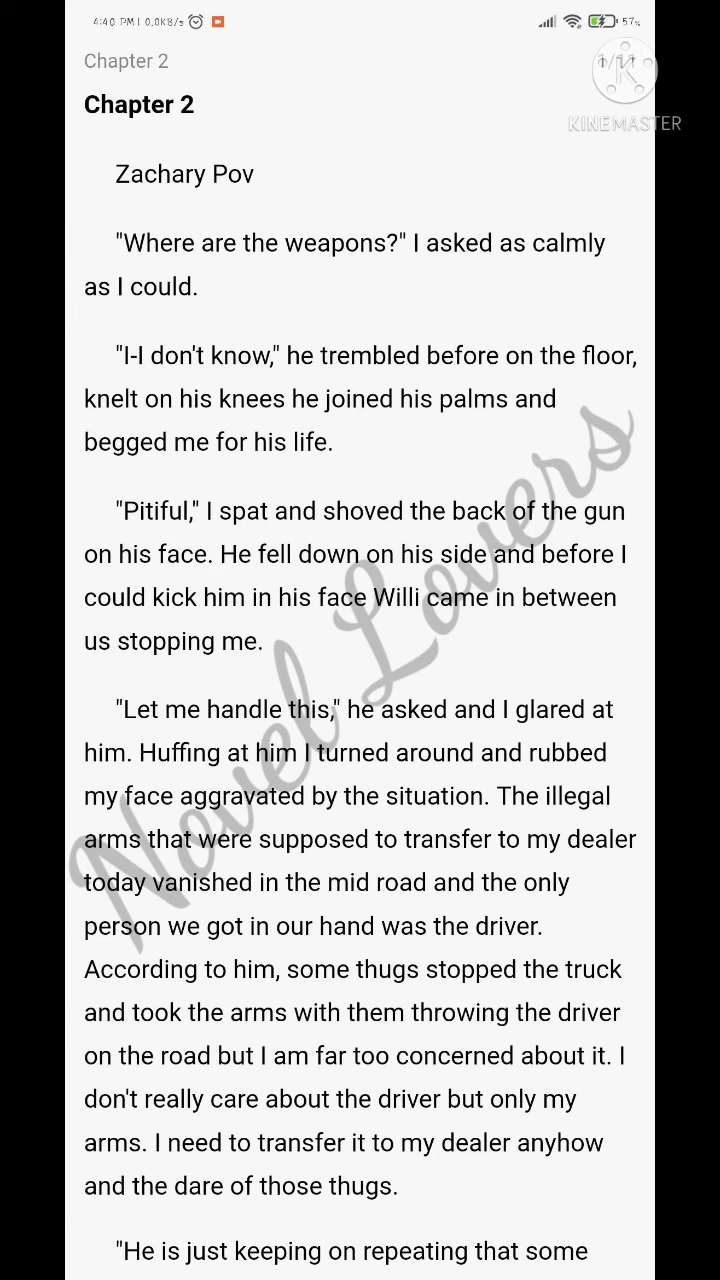 4:40 PM | 0.0KB/s
57%
Chapter 2
1/11
KINEMASTER
Chapter 2
Zachary Pov
"Where are the weapons?" I asked as calmly
as I could.
"I-I don't know," he trembled before on the floor,
knelt on his knees he joined his palms and
begged me for his life.
"Pitiful," I spat and shoved the back of the gun
on his face. He fell down on his side and before I
could kick him in his face Willi came in between
us stopping me.
"Let me handle this," he asked and I glared at
him. Huffing at him I turned around and rubbed
my face aggravated by the situation. The illegal
arms that were supposed to transfer to my dealer
today vanished in the mid road and the only
person we got in our hand was the driver.
According to him, some thugs stopped the truck
and took the arms with them throwing the driver
on the road but I am far too concerned about it. I
don't really care about the driver but only my
arms. I need to transfer it to my dealer anyhow
and the dare of those thugs.
"He is just keeping on repeating that some
Novel Lovers